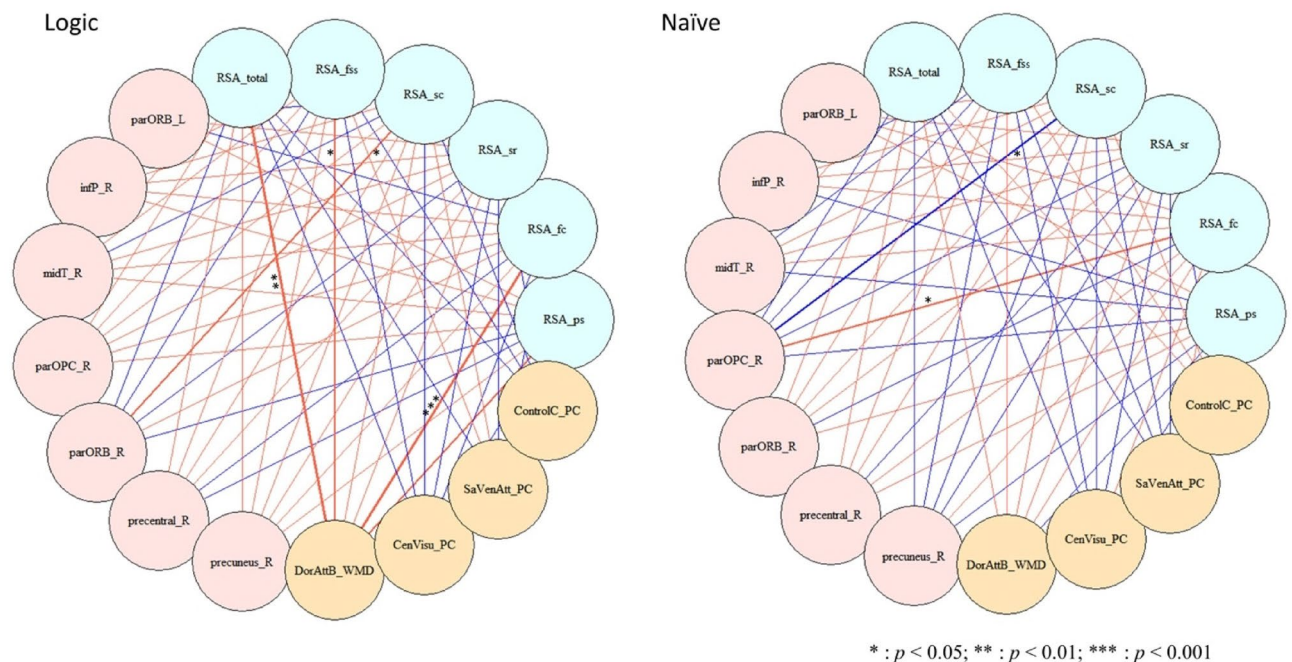 Logic
RSA_total
RSA_fss
RSA_sc
RSA_sr
RSA_fc
RSA_ps
ControlC_PC
SaVenAtt_PC
CenVisu_PC
DorAttB_WMD
precuneus_R
precentral_R
parORB_R
parOPC_R
midT_R
infP_R
parORB_L
*
*
**
***
Naïve
RSA_total
RSA_fss
RSA_sc
RSA_sr
RSA_fc
RSA_ps
ControlC_PC
SaVenAtt_PC
CenVisu_PC
DorAttB_WMD
precuneus_R
precentral_R
parORB_R
parOPC_R
midT_R
infP_R
parORB_L
*
*
* : p < 0.05; ** : p < 0.01; *** : p < 0.001